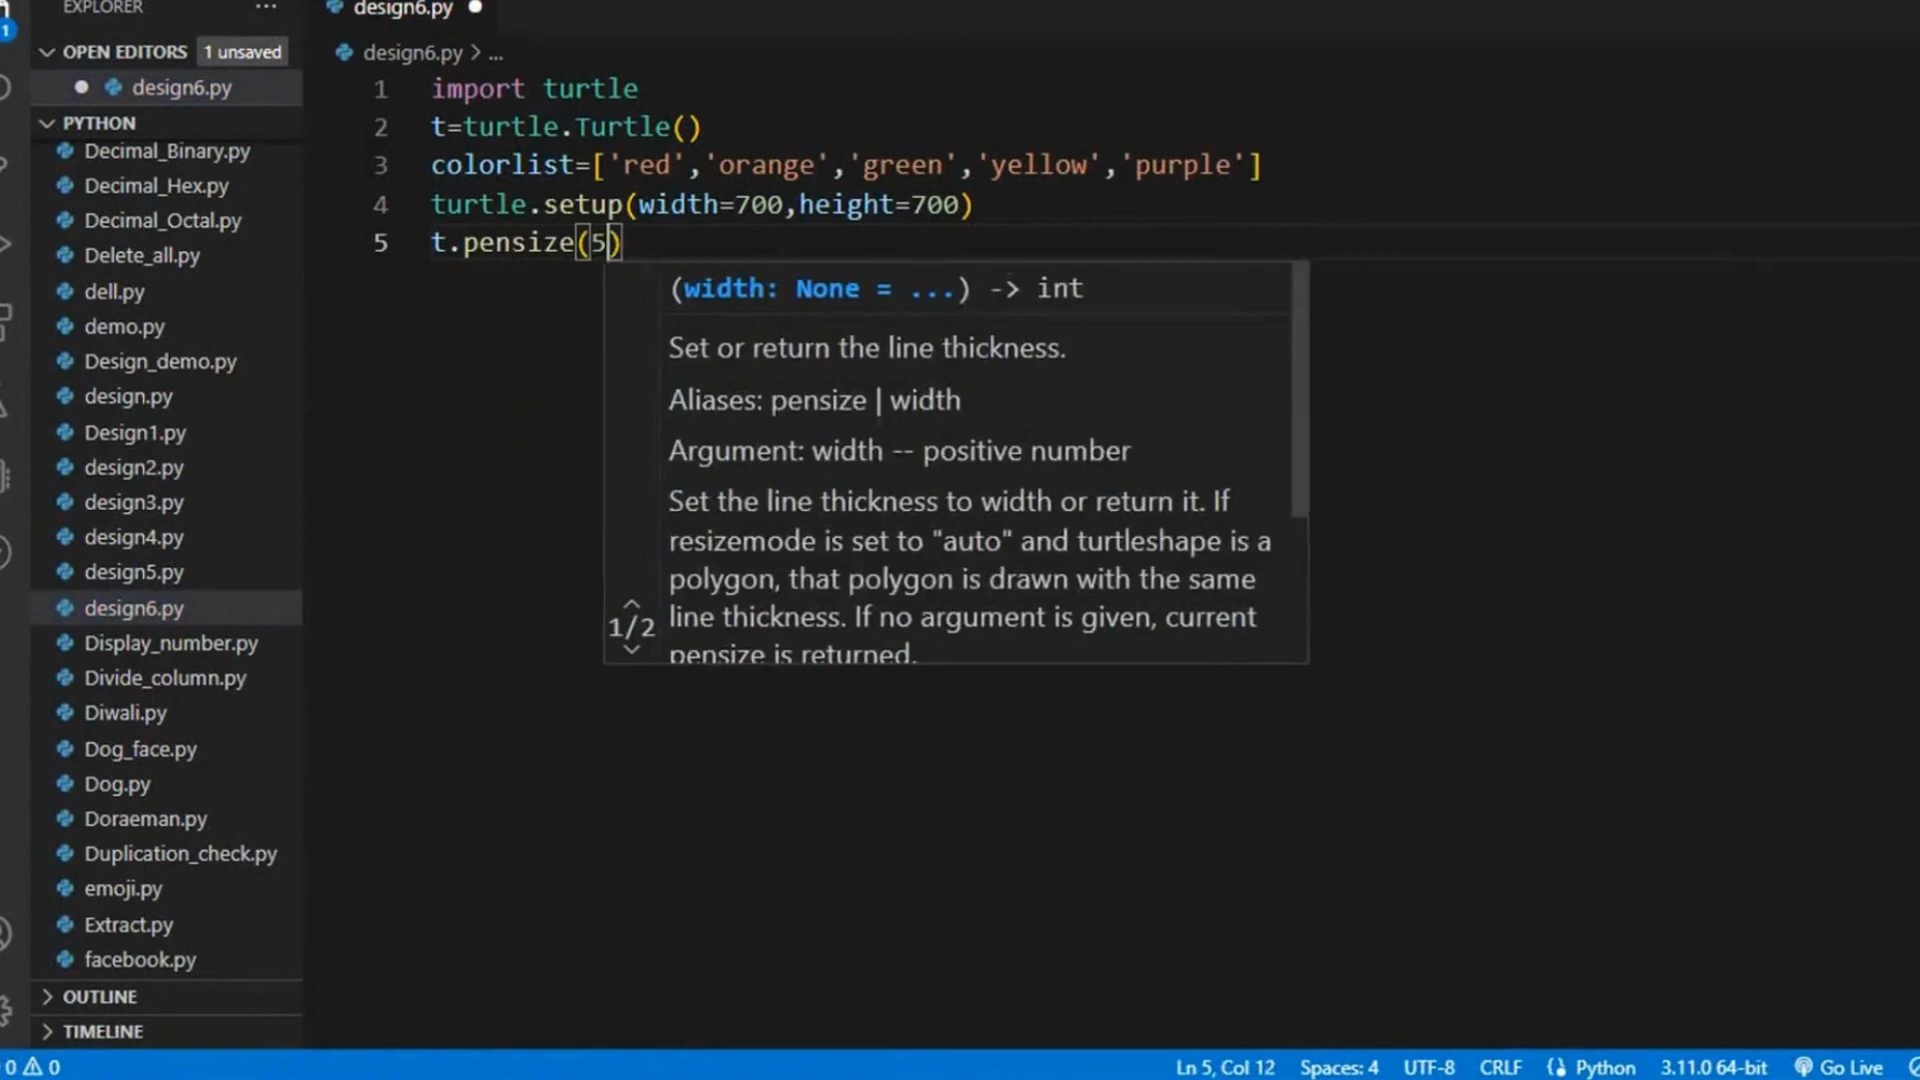 EXPLORER ...
design6.py
1
OPEN EDITORS 1 unsaved
design6.py > ...
design6.py
PYTHON
Decimal_Binary.py
Decimal_Hex.py
Decimal_Octal.py
Delete_all.py
dell.py
demo.py
Design_demo.py
design.py
Design1.py
design2.py
design3.py
design4.py
design5.py
design6.py
Display_number.py
Divide_column.py
Diwali.py
Dog_face.py
Dog.py
Doraeman.py
Duplication_check.py
emoji.py
Extract.py
facebook.py
OUTLINE
TIMELINE
1 import turtle
2 t=turtle.Turtle()
3 colorlist=['red','orange','green','yellow','purple']
4 turtle.setup(width=700,height=700)
5 t.pensize(5)
(width: None = ...) -> int
Set or return the line thickness.
Aliases: pensize | width
Argument: width -- positive number
Set the line thickness to width or return it. If
resizemode is set to "auto" and turtleshape is a
polygon, that polygon is drawn with the same
line thickness. If no argument is given, current
pensize is returned.
1/2
0 0 Ln 5, Col 12 Spaces: 4 UTF-8 CRLF Python 3.11.0 64-bit Go Live